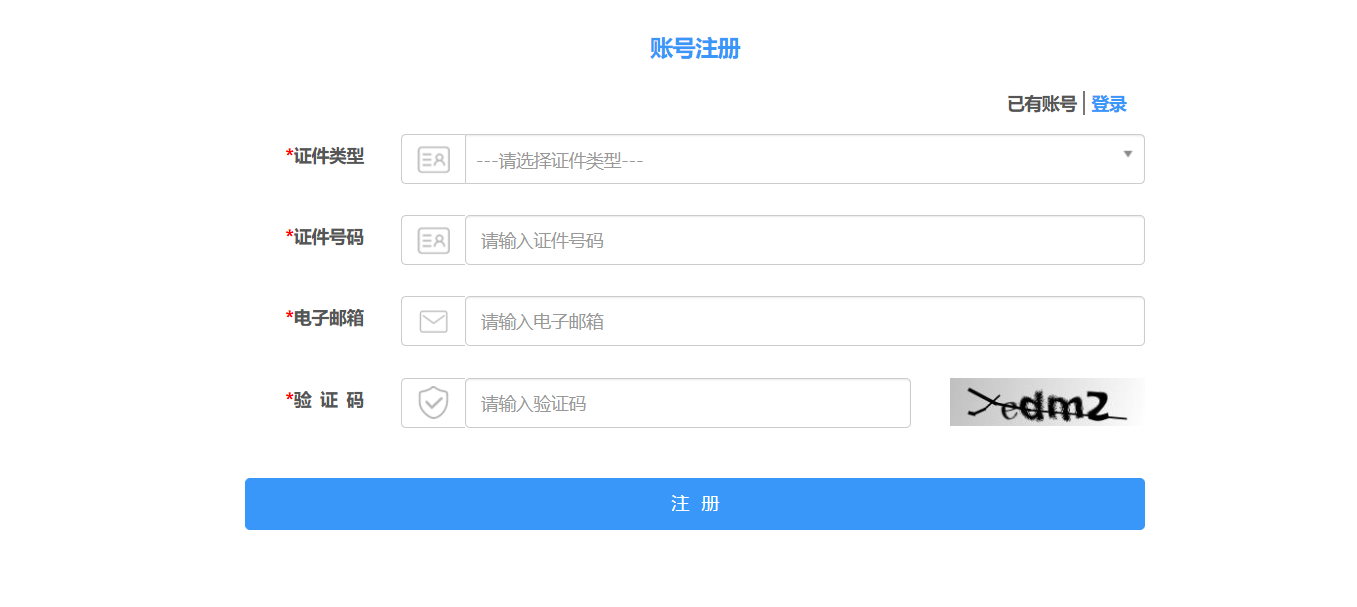 账号注册
已有账号 登录
*证件类型 ---请选择证件类型---
*证件号码 请输入证件号码
*电子邮箱 请输入电子邮箱
*验 证 码 请输入验证码
注 册